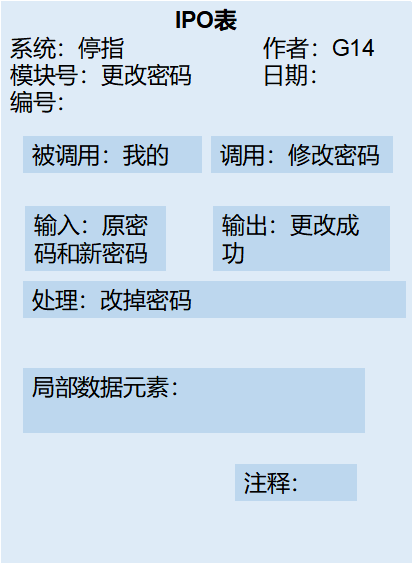 IPO表
系统：停指 作者：G14
模块号：更改密码 日期：
编号：
被调用：我的 调用：修改密码
输入：原密
码和新密码
输出：更改成
功
处理：改掉密码
局部数据元素：
注释：